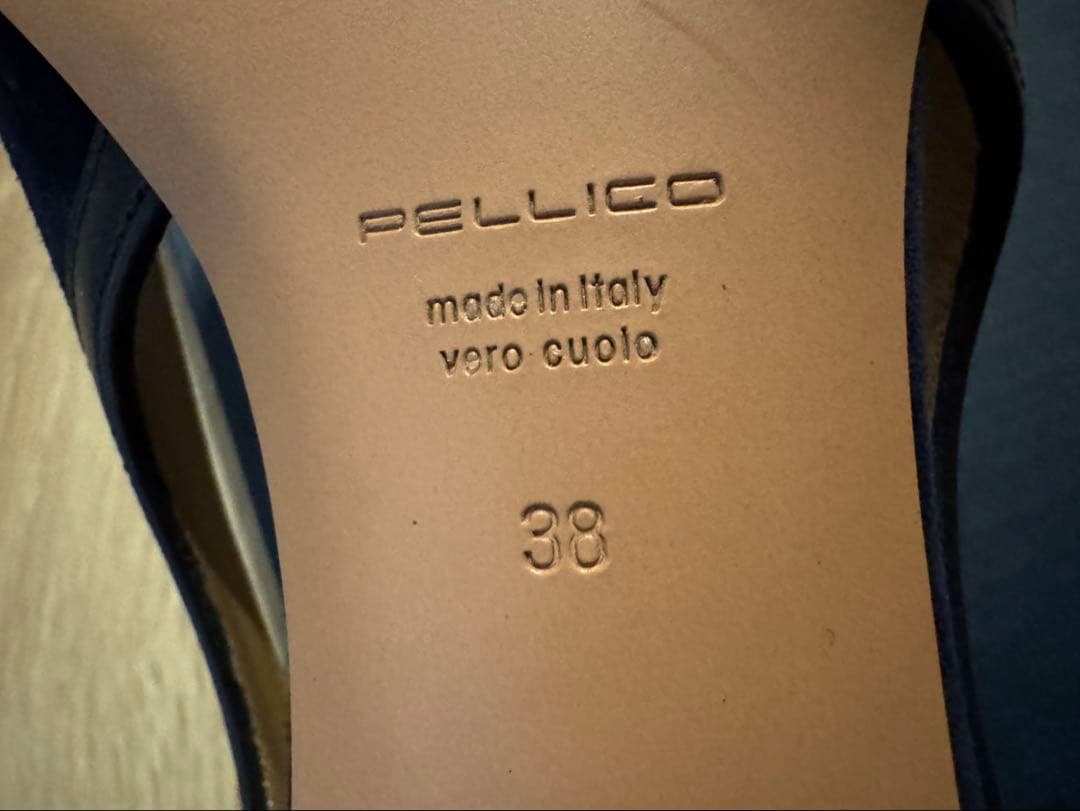 PELLICO
made in Italy
vero cuoio
38